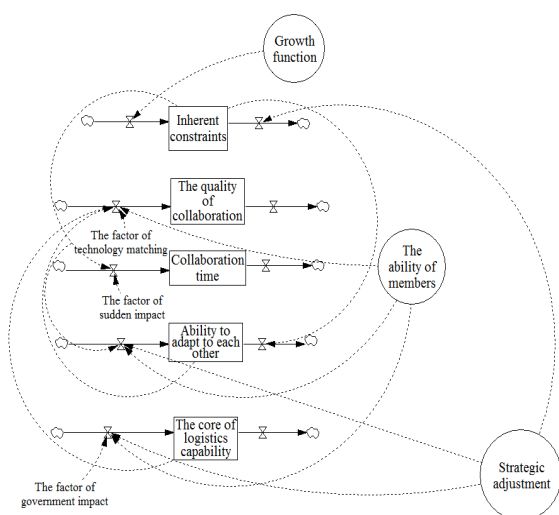 Growth
function
Inherent
constraints
The quality
of
collaboration
The factor of
technology matching
Collaboration
time
The
ability of
members
The factor of
sudden impact
Ability to
adapt to each
other
The core of
logistics
capability
Strategic
adjustment
The factor of
government impact